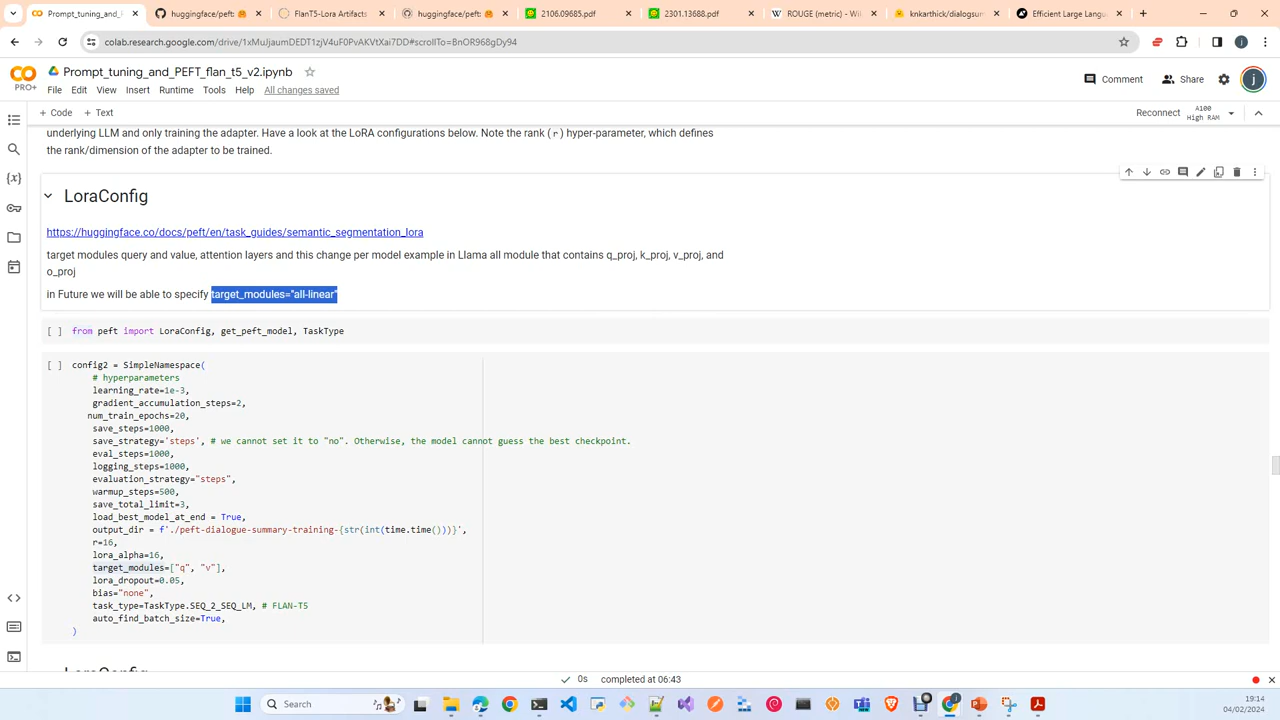 Prompt_tuning_and_PEFT_f
huggingface/peft:
FlanT5-Lora Artifacts
huggingface/peft:
2106.09685.pdf
2301.13688.pdf
ROUGE (metric) - Wi
knkarthick/dialogsum
Efficient Large Langu
colab.research.google.com/drive/1xMuJjaumDEDT1zjV4uF0PvAKVtXai7DD#scrollTo=BnOR968gDy94
Prompt_tuning_and_PEFT_flan_t5_v2.ipynb
PRO+
File Edit View Insert Runtime Tools Help All changes saved
Comment Share
+ Code + Text
Reconnect A100 High RAM
underlying LLM and only training the adapter. Have a look at the LoRA configurations below. Note the rank (r) hyper-parameter, which defines
the rank/dimension of the adapter to be trained.
LoraConfig
https://huggingface.co/docs/peft/en/task_guides/semantic_segmentation_lora
target modules query and value, attention layers and this change per model example in Llama all module that contains q_proj, k_proj, v_proj, and
o_proj
in Future we will be able to specify target_modules="all-linear"
[ ] from peft import LoraConfig, get_peft_model, TaskType
[ ] config2 = SimpleNamespace(
# hyperparameters
learning_rate=1e-3,
gradient_accumulation_steps=2,
num_train_epochs=20,
save_steps=1000,
save_strategy='steps', # we cannot set it to "no". Otherwise, the model cannot guess the best checkpoint.
eval_steps=1000,
logging_steps=1000,
evaluation_strategy="steps",
warmup_steps=500,
save_total_limit=3,
load_best_model_at_end = True,
output_dir = f'./peft-dialogue-summary-training-{str(int(time.time()))}',
r=16,
lora_alpha=16,
target_modules=["q", "v"],
lora_dropout=0.05,
bias="none",
task_type=TaskType.SEQ_2_SEQ_LM, # FLAN-T5
auto_find_batch_size=True,
)
LoraConfig
0s completed at 06:43
Search
19:14
04/02/2024